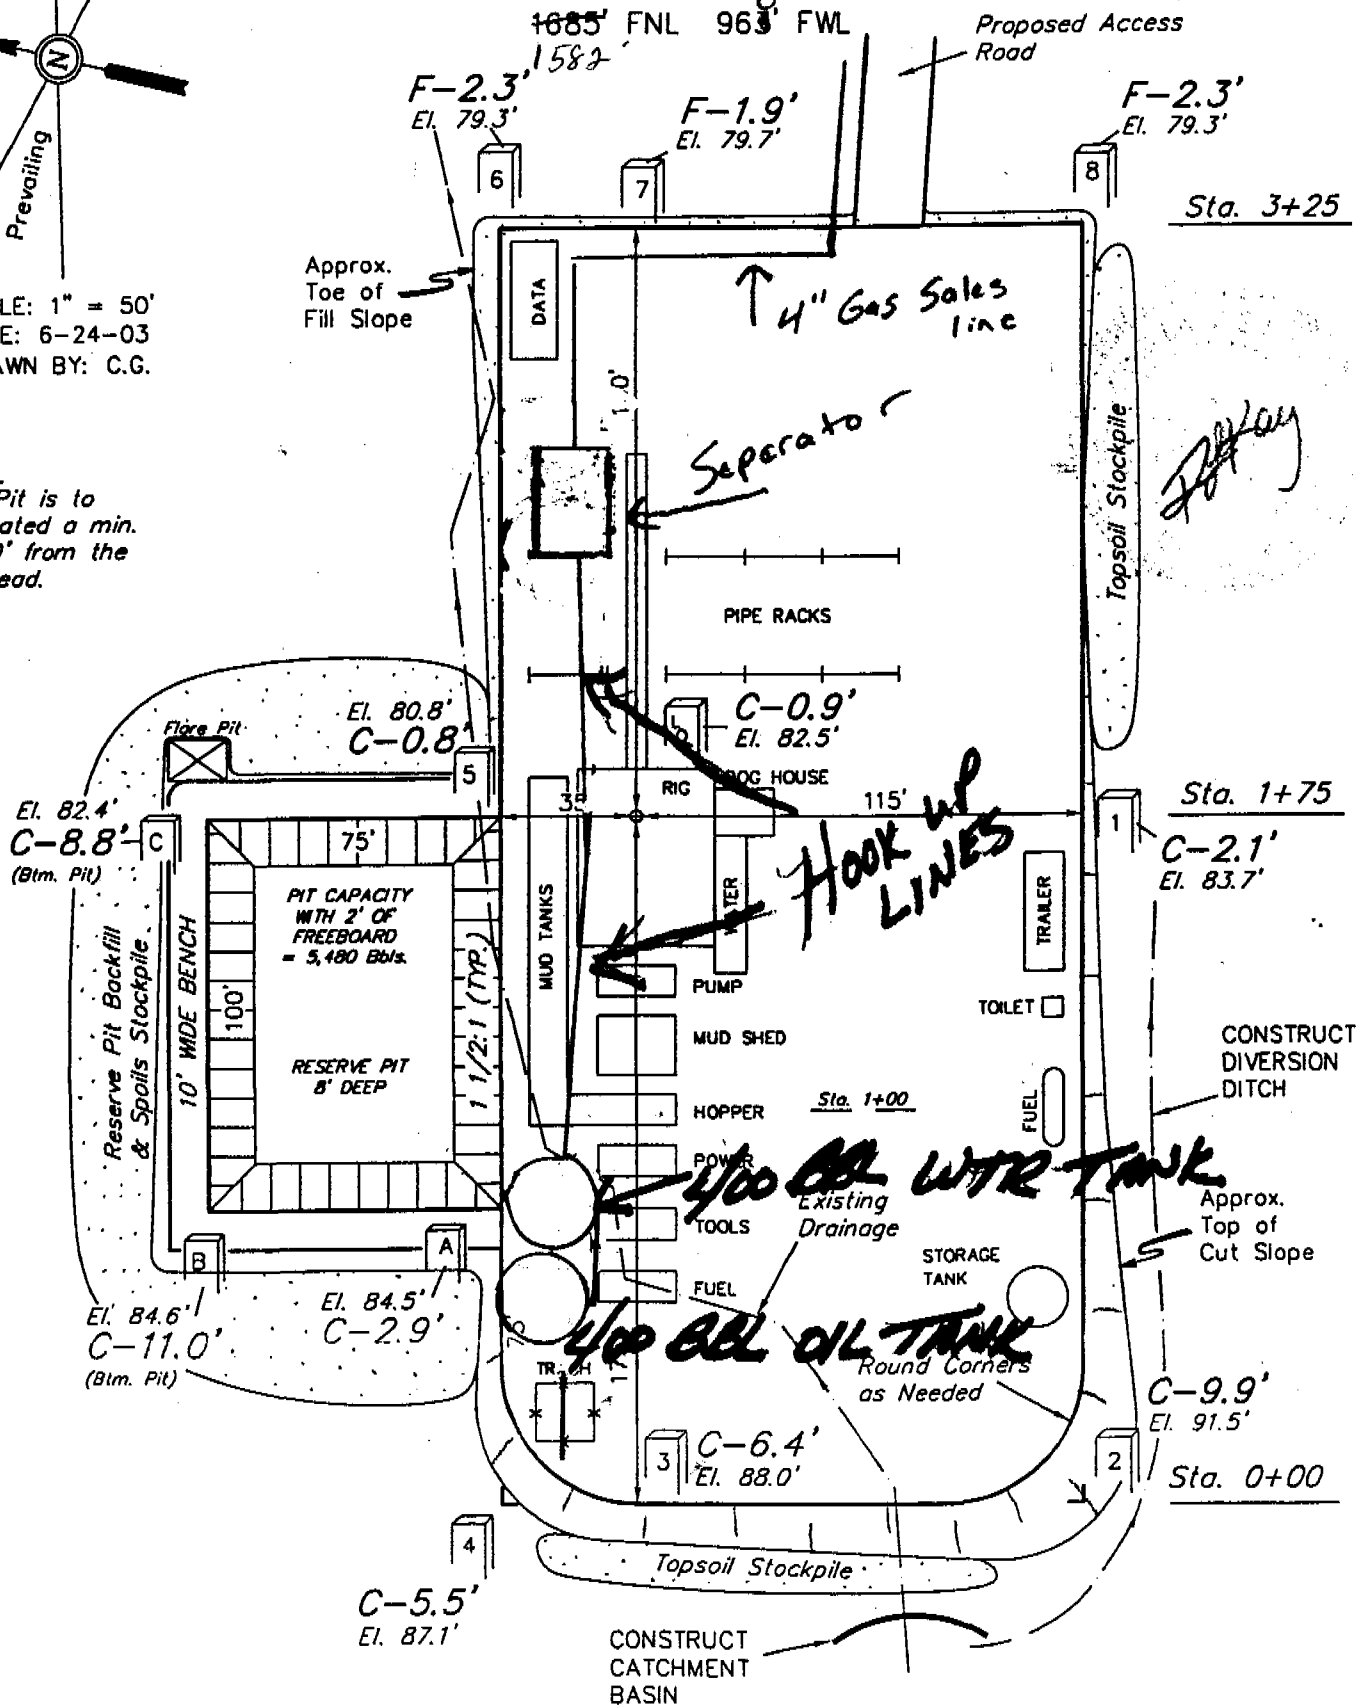 1685' FNL 963' FWL
1582'
Proposed Access
Road
N
Prevailing
F-2.3'
El. 79.3'
F-1.9'
El. 79.7'
F-2.3'
El. 79.3'
6
7
8
Sta. 3+25
Approx.
Toe of
Fill Slope
DATA
4" Gas Sales
line
LE: 1" = 50'
E: 6-24-03
AWN BY: C.G.
Seperator
Topsoil Stockpile
Pit is to
ated a min.
' from the
ead.
PIPE RACKS
El. 80.8'
C-0.8'
Flare Pit
5
C-0.9'
El. 82.5'
RIG
DOG HOUSE
35'
115'
Sta. 1+75
1
C-2.1'
El. 83.7'
El. 82.4'
C-8.8'
(Btm. Pit)
C
75'
HOOK UP
LINES
PIT CAPACITY
WITH 2' OF
FREEBOARD
= 5,480 Bbls.
MUD TANKS
WATER
TRAILER
Reserve Pit Backfill
& Spoils Stockpile
10' WIDE BENCH
100'
1 1/2:1 (TYP.)
RESERVE PIT
8' DEEP
PUMP
TOILET
MUD SHED
CONSTRUCT
DIVERSION
DITCH
HOPPER
Sta. 1+00
FUEL
POWER
400 BBL WTR TANK
Existing
Drainage
TOOLS
Approx.
Top of
Cut Slope
STORAGE
TANK
B
A
FUEL
El. 84.6'
C-11.0'
(Btm. Pit)
El. 84.5'
C-2.9'
400 BBL OIL TANK
Round Corners
as Needed
C-9.9'
El. 91.5'
3
C-6.4'
El. 88.0'
2
Sta. 0+00
4
C-5.5'
El. 87.1'
Topsoil Stockpile
CONSTRUCT
CATCHMENT
BASIN